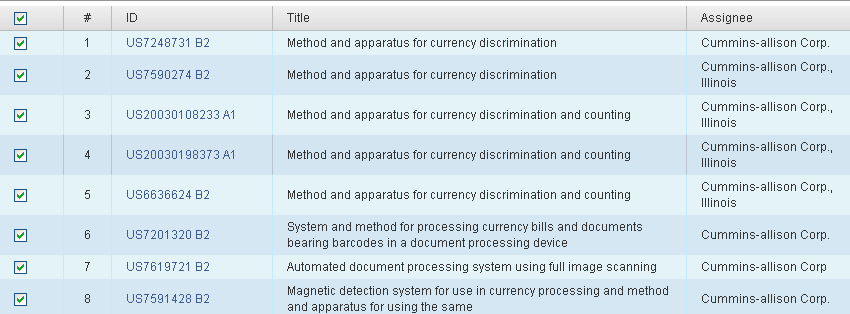 # ID Title Assignee
1 US7248731 B2 Method and apparatus for currency discrimination Cummins-allison Corp.
2 US7590274 B2 Method and apparatus for currency discrimination Cummins-allison Corp., Illinois
3 US20030108233 A1 Method and apparatus for currency discrimination and counting Cummins-allison Corp., Illinois
4 US20030198373 A1 Method and apparatus for currency discrimination and counting Cummins-allison Corp., Illinois
5 US6636624 B2 Method and apparatus for currency discrimination and counting Cummins-allison Corp., Illinois
6 US7201320 B2 System and method for processing currency bills and documents bearing barcodes in a document processing device Cummins-allison Corp.
7 US7619721 B2 Automated document processing system using full image scanning Cummins-allison Corp
8 US7591428 B2 Magnetic detection system for use in currency processing and method and apparatus for using the same Cummins-allison Corp.